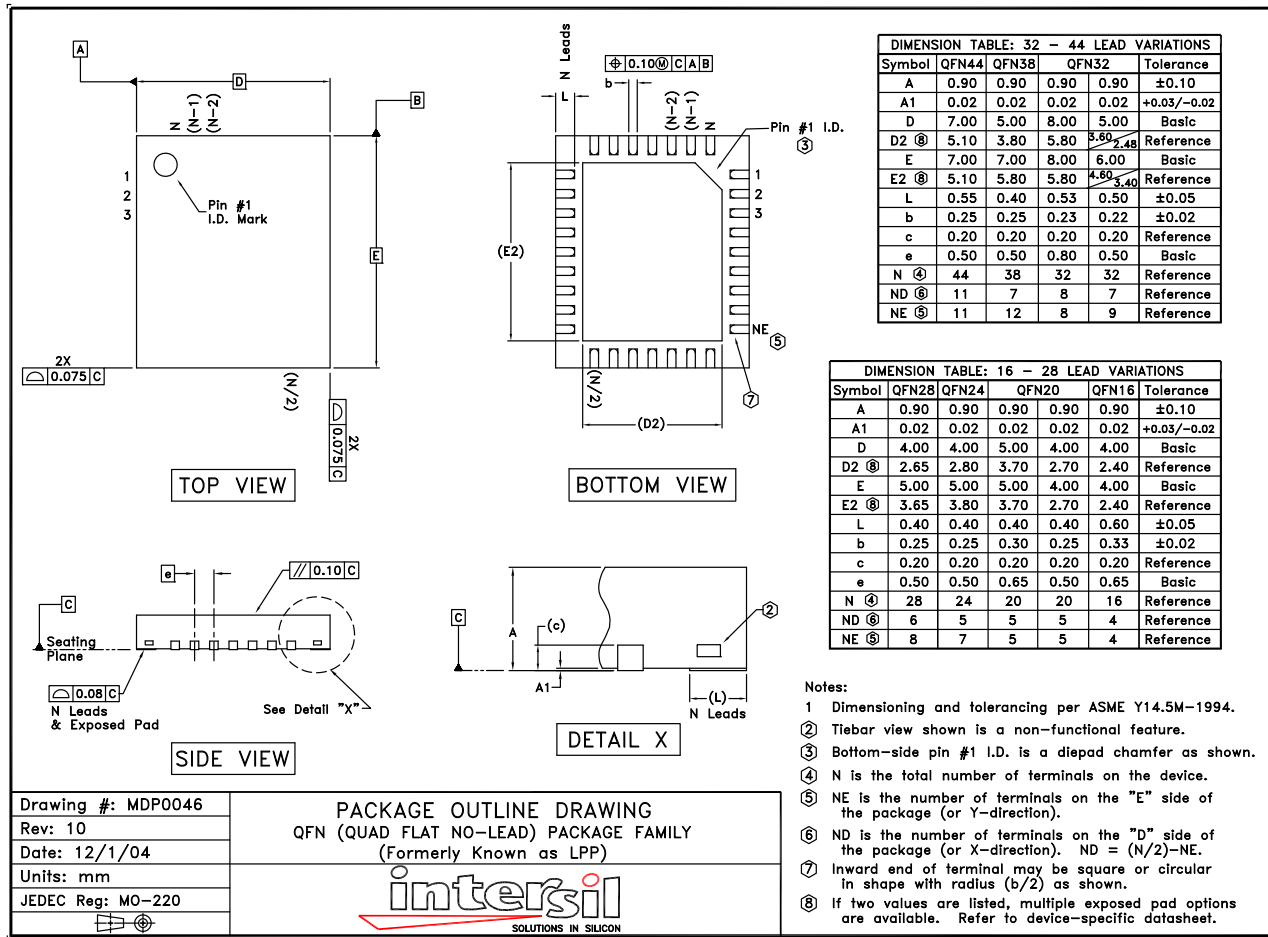 A
D
B
N
(N-1)
(N-2)
1
2
3
Pin #1
I.D. Mark
E
2X
0.075 C
(N/2)
2X
0.075 C
TOP VIEW
N Leads
L
0.10Ⓜ C A B
b
(N-2)
(N-1)
N
Pin #1 I.D.
3
1
2
3
(E2)
NE
5
(N/2)
7
(D2)
BOTTOM VIEW
e
// 0.10 C
C
Seating
Plane
0.08 C
N Leads
& Exposed Pad
See Detail "X"
SIDE VIEW
C
A
(c)
2
A1
(L)
N Leads
DETAIL X
DIMENSION TABLE: 32 - 44 LEAD VARIATIONS
Symbol QFN44 QFN38 QFN32 Tolerance
A 0.90 0.90 0.90 0.90 ±0.10
A1 0.02 0.02 0.02 0.02 +0.03/-0.02
D 7.00 5.00 8.00 5.00 Basic
D2 8 5.10 3.80 5.80 3.60 2.48 Reference
E 7.00 7.00 8.00 6.00 Basic
E2 8 5.10 5.80 5.80 4.60 3.40 Reference
L 0.55 0.40 0.53 0.50 ±0.05
b 0.25 0.25 0.23 0.22 ±0.02
c 0.20 0.20 0.20 0.20 Reference
e 0.50 0.50 0.80 0.50 Basic
N 4 44 38 32 32 Reference
ND 6 11 7 8 7 Reference
NE 5 11 12 8 9 Reference
DIMENSION TABLE: 16 - 28 LEAD VARIATIONS
Symbol QFN28 QFN24 QFN20 QFN16 Tolerance
A 0.90 0.90 0.90 0.90 0.90 ±0.10
A1 0.02 0.02 0.02 0.02 0.02 +0.03/-0.02
D 4.00 4.00 5.00 4.00 4.00 Basic
D2 8 2.65 2.80 3.70 2.70 2.40 Reference
E 5.00 5.00 5.00 4.00 4.00 Basic
E2 8 3.65 3.80 3.70 2.70 2.40 Reference
L 0.40 0.40 0.40 0.40 0.60 ±0.05
b 0.25 0.25 0.30 0.25 0.33 ±0.02
c 0.20 0.20 0.20 0.20 0.20 Reference
e 0.50 0.50 0.65 0.50 0.65 Basic
N 4 28 24 20 20 16 Reference
ND 6 6 5 5 5 4 Reference
NE 5 8 7 5 5 4 Reference
Notes:
1 Dimensioning and tolerancing per ASME Y14.5M-1994.
2 Tiebar view shown is a non-functional feature.
3 Bottom-side pin #1 I.D. is a diepad chamfer as shown.
4 N is the total number of terminals on the device.
5 NE is the number of terminals on the "E" side of
the package (or Y-direction).
6 ND is the number of terminals on the "D" side of
the package (or X-direction). ND = (N/2)-NE.
7 Inward end of terminal may be square or circular
in shape with radius (b/2) as shown.
8 If two values are listed, multiple exposed pad options
are available. Refer to device-specific datasheet.
Drawing #: MDP0046
Rev: 10
Date: 12/1/04
Units: mm
JEDEC Reg: MO-220
PACKAGE OUTLINE DRAWING
QFN (QUAD FLAT NO-LEAD) PACKAGE FAMILY
(Formerly Known as LPP)
intersil
SOLUTIONS IN SILICON